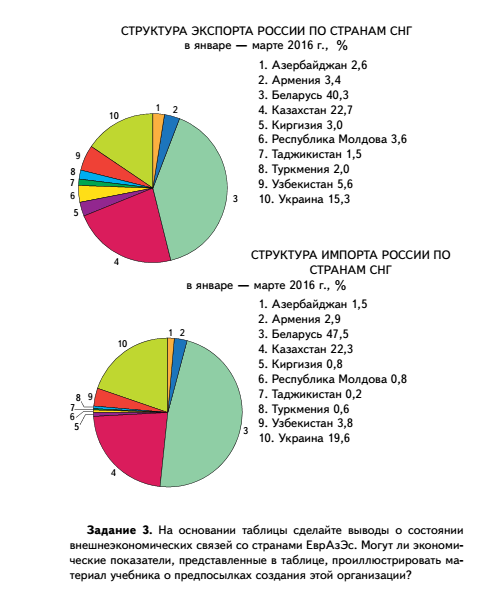 СТРУКТУРА ЭКСПОРТА РОССИИ ПО СТРАНАМ СНГ
в январе — марте 2016 г., %
1. Азербайджан 2,6
2. Армения 3,4
3. Беларусь 40,3
4. Казахстан 22,7
5. Киргизия 3,0
6. Республика Молдова 3,6
7. Таджикистан 1,5
8. Туркмения 2,0
9. Узбекистан 5,6
10. Украина 15,3
1
2
3
4
5
6
7
8
9
10
СТРУКТУРА ИМПОРТА РОССИИ ПО
СТРАНАМ СНГ
в январе — марте 2016 г., %
1. Азербайджан 1,5
2. Армения 2,9
3. Беларусь 47,5
4. Казахстан 22,3
5. Киргизия 0,8
6. Республика Молдова 0,8
7. Таджикистан 0,2
8. Туркмения 0,6
9. Узбекистан 3,8
10. Украина 19,6
1
2
3
4
5
6
7
8
9
10
Задание 3. На основании таблицы сделайте выводы о состоянии
внешнеэкономических связей со странами ЕврАзЭс. Могут ли экономи-
ческие показатели, представленные в таблице, проиллюстрировать ма-
териал учебника о предпосылках создания этой организации?